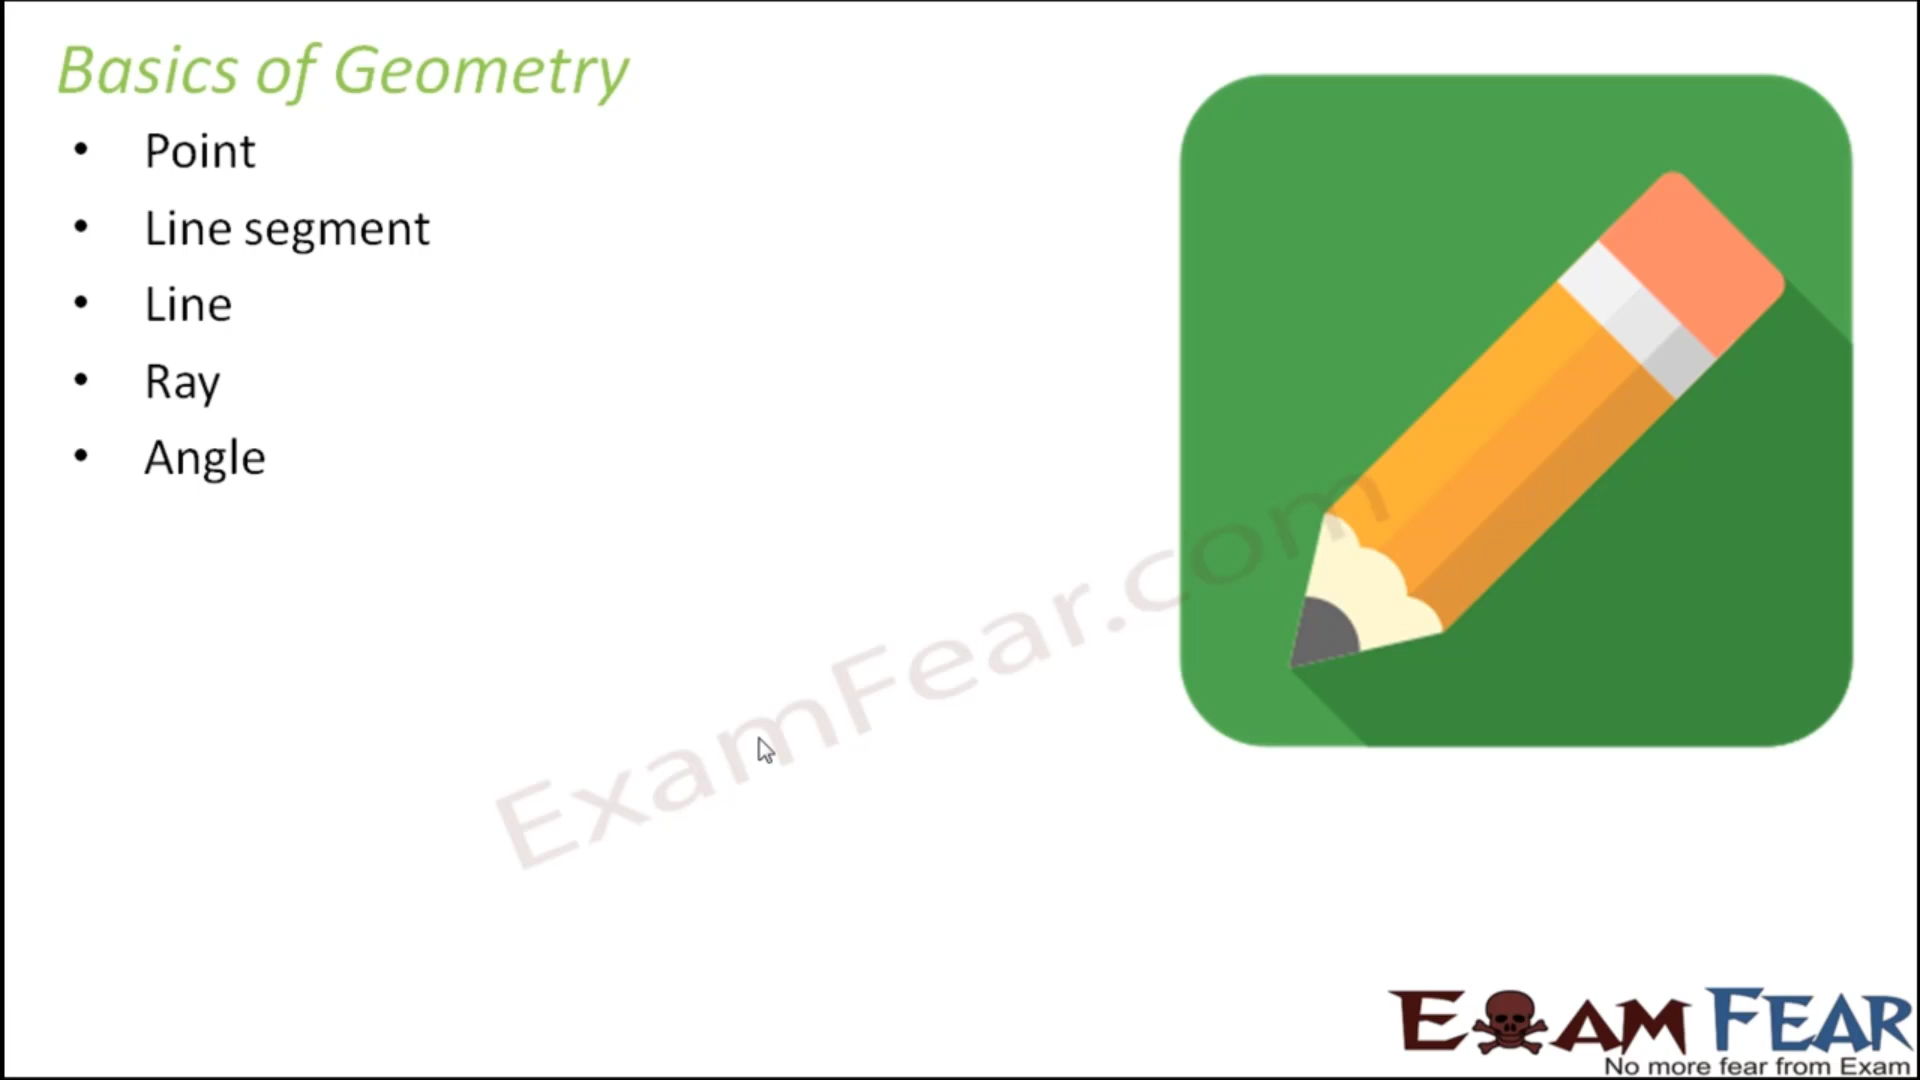 Basics of Geometry
• Point
• Line segment
• Line
• Ray
• Angle
ExamFear.com
EXAM FEAR
No more fear from Exam